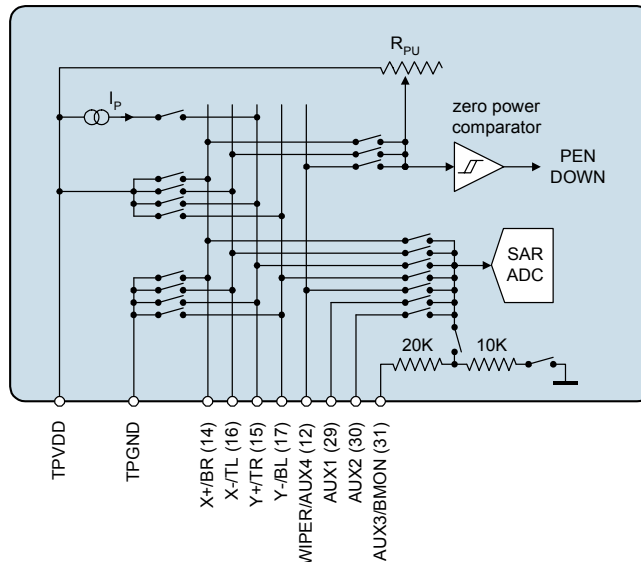 R_PU
I_P
zero power
comparator
PEN
DOWN
SAR
ADC
20K
10K
TPVDD
TPGND
X+/BR (14)
X-/TL (16)
Y+/TR (15)
Y-/BL (17)
WIPER/AUX4 (12)
AUX1 (29)
AUX2 (30)
AUX3/BMON (31)